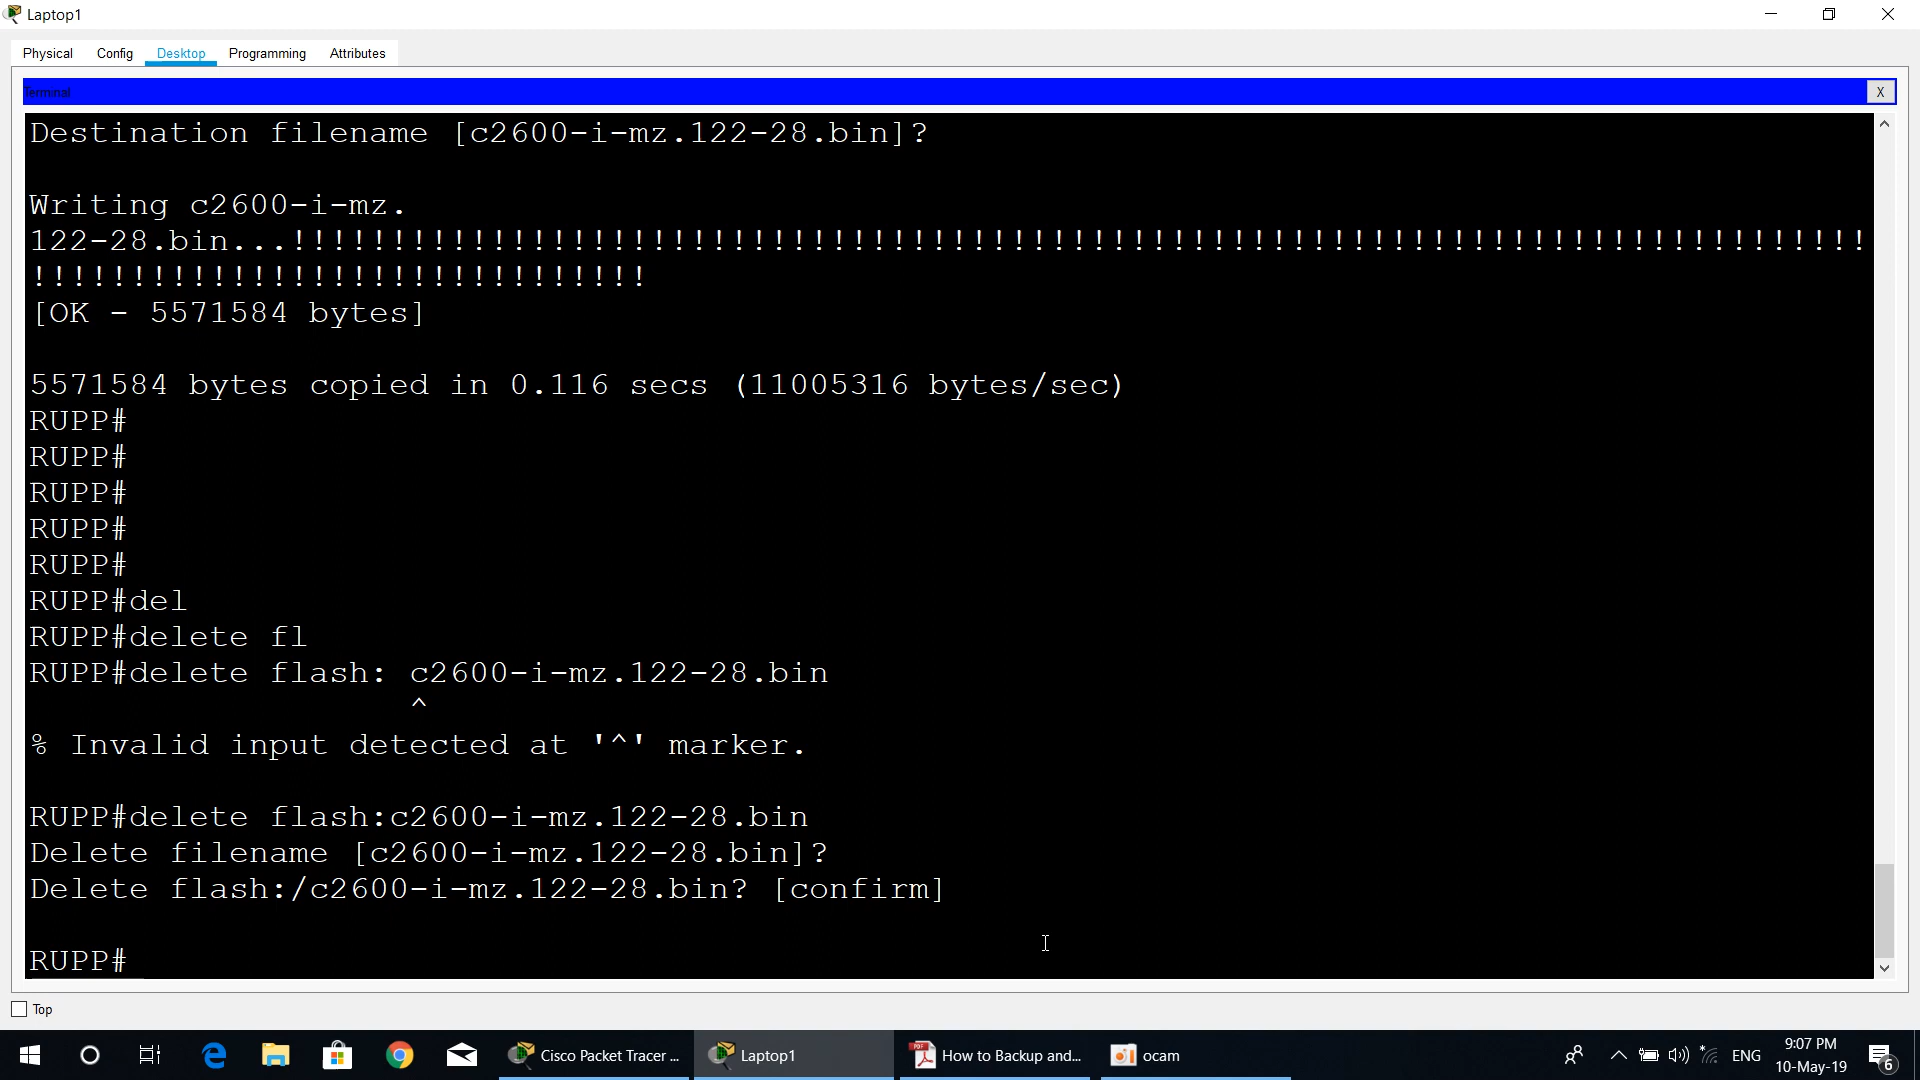 Laptop1
Physical Config Desktop Programming Attributes
Terminal X
Destination filename [c2600-i-mz.122-28.bin]?
Writing c2600-i-mz.
122-28.bin...!!!!!!!!!!!!!!!!!!!!!!!!!!!!!!!!!!!!!!!!!!!!!!!!!!!!!!!!!!!!!!!!!!!!!!!!!!!!!!!
!!!!!!!!!!!!!!!!!!!!!!!!!!!!!!!
[OK - 5571584 bytes]
5571584 bytes copied in 0.116 secs (11005316 bytes/sec)
RUPP#
RUPP#
RUPP#
RUPP#
RUPP#
RUPP#del
RUPP#delete fl
RUPP#delete flash: c2600-i-mz.122-28.bin
^
% Invalid input detected at '^' marker.
RUPP#delete flash:c2600-i-mz.122-28.bin
Delete filename [c2600-i-mz.122-28.bin]?
Delete flash:/c2600-i-mz.122-28.bin? [confirm]
RUPP#
Top
Cisco Packet Tracer ... Laptop1 How to Backup and... ocam ENG 9:07 PM
10-May-19 6